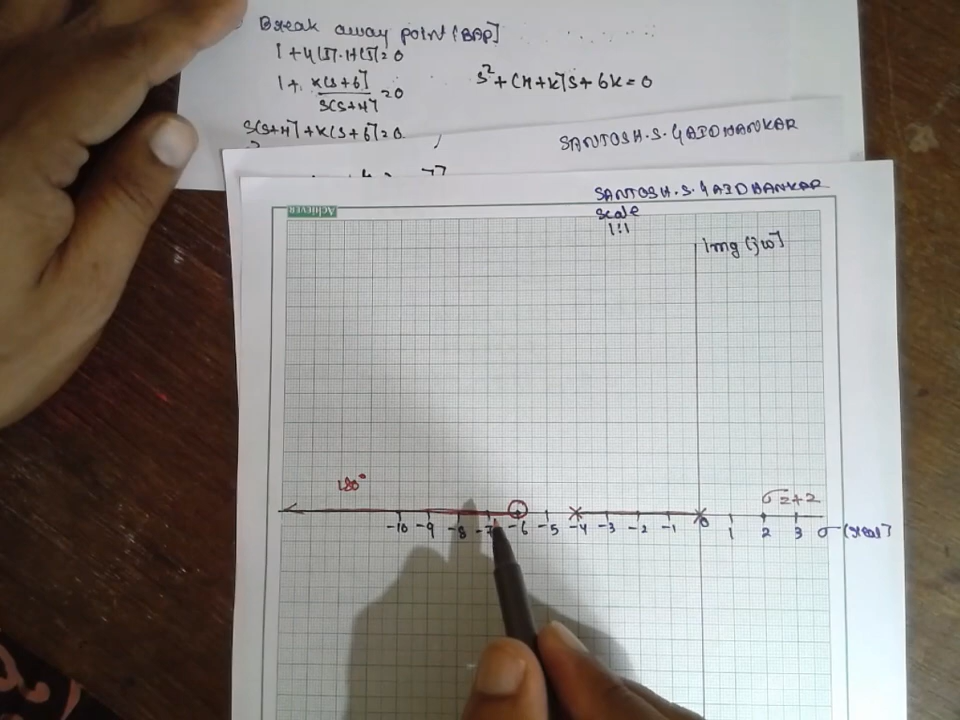 Break away point [BAP]
1+G(s).H(s)=0
1+ K(s+6)/s(s+4) =0
s(s+4)+K(s+6)=0
s²+(4+K)s+6K=0
SANTOSH.S.GAIDHANKAR
SANTOSH.S.GAIDHANKAR
Scale
1:1
Achiever
Img (jω)
180°
σ=+2
-10 -9 -8 -7 -6 -5 -4 -3 -2 -1 0 1 2 3 σ (real)